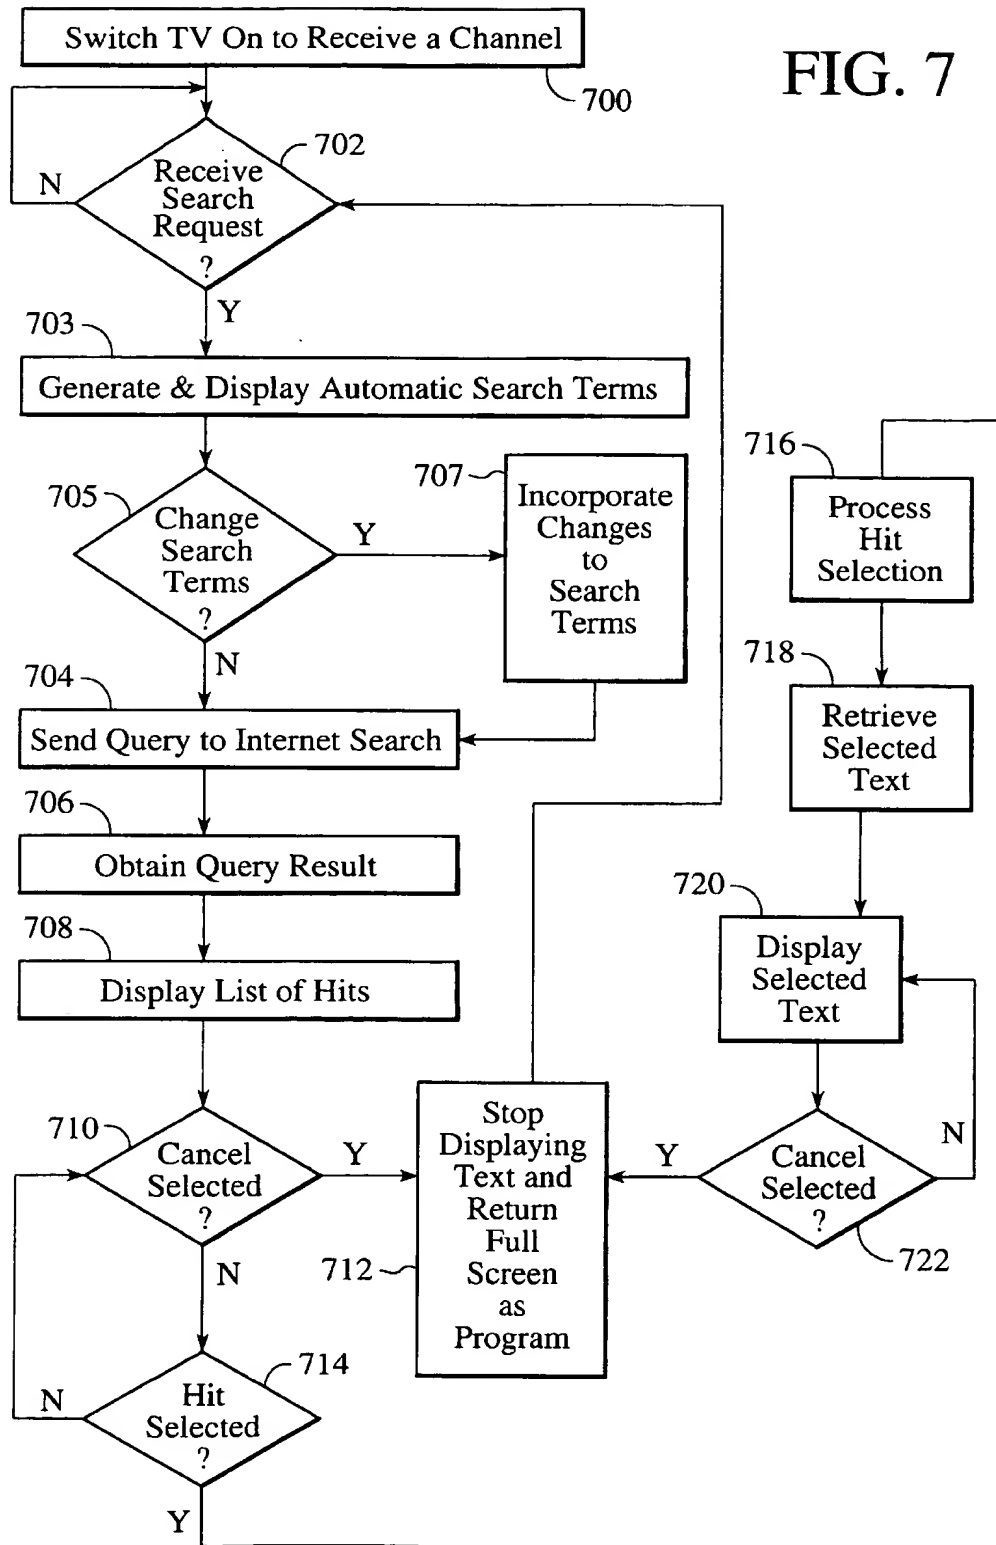 Switch TV On to Receive a Channel
700
FIG. 7
702
Receive
Search
Request
?
N
Y
703
Generate & Display Automatic Search Terms
705
Change
Search
Terms
?
Y
N
707
Incorporate
Changes
to
Search
Terms
704
Send Query to Internet Search
706
Obtain Query Result
708
Display List of Hits
710
Cancel
Selected
?
Y
N
712
Stop
Displaying
Text and
Return
Full
Screen
as
Program
714
Hit
Selected
?
N
Y
716
Process
Hit
Selection
718
Retrieve
Selected
Text
720
Display
Selected
Text
Cancel
Selected
?
Y
N
722